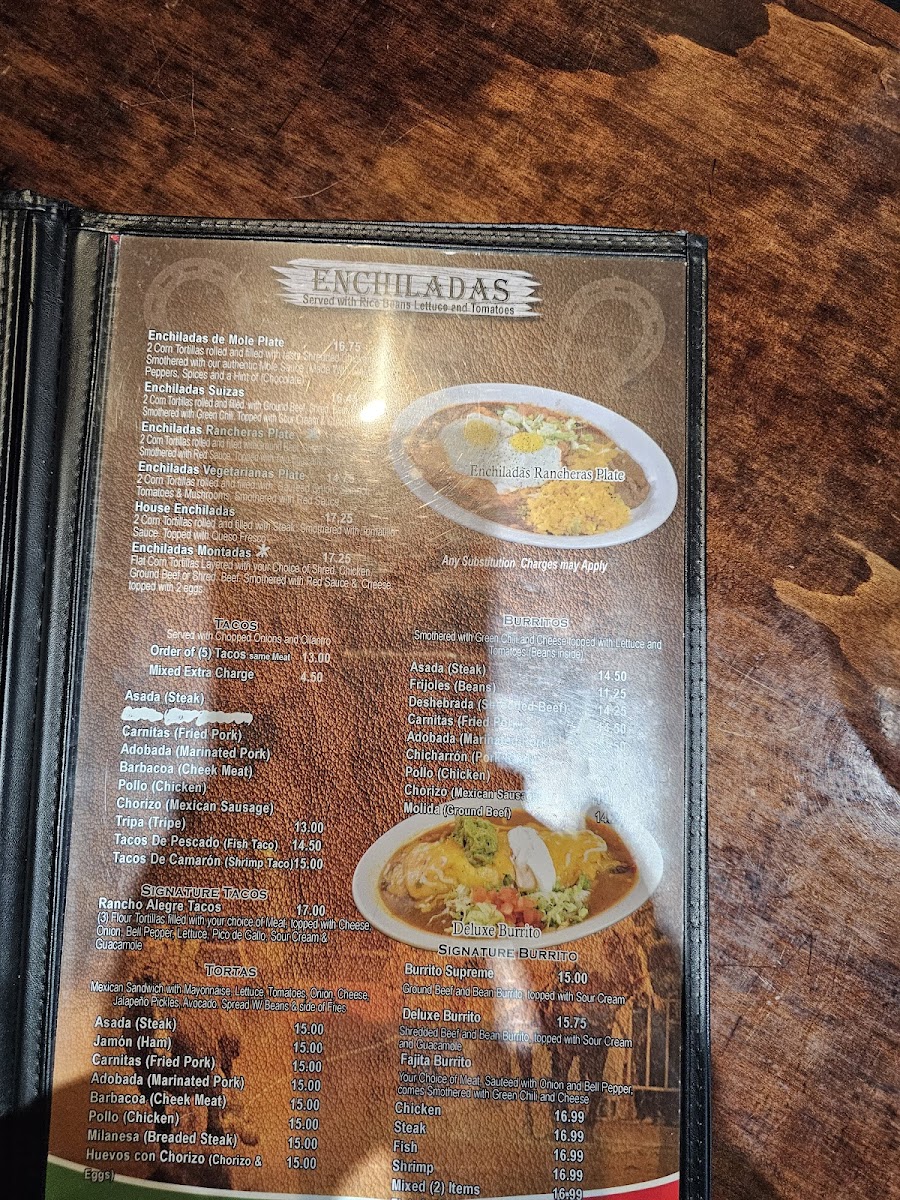 ENCHILADAS
Served with Rice Beans Lettuce and Tomatoes
Enchiladas de Mole Plate 16.75
2 Corn Tortillas rolled and filled with tasty Shredded
Smothered with our authentic Mole Sauce
Peppers, Spices and a Hint of (Chocolate)
Enchiladas Suizas
2 Corn Tortillas rolled and filled with Ground Beef
Smothered with Green Chili. Topped with Sour Cream
Enchiladas Rancheras Plate
2 Corn Tortillas rolled and filled
Smothered with Red Sauce. Topped with
Enchiladas Vegetarianas Plate
2 Corn Tortillas rolled and filled with
Tomatoes & Mushrooms. Smothered with Red Sauce
House Enchiladas 17.25
2 Corn Tortillas rolled and filled with Steak. Smothered with
Sauce. Topped with Queso Fresco
Enchiladas Montadas * 17.25
Flat Corn Tortillas Layered with your Choice of Shred. Chicken
Ground Beef or Shred. Beef. Smothered with Red Sauce & Cheese
topped with 2 eggs
Enchiladas Rancheras Plate
Any Substitution Charges may Apply
TACOS
Served with Chopped Onions and Cilantro
Order of (5) Tacos same Meat 13.00
Mixed Extra Charge 4.50
Asada (Steak)
Carnitas (Fried Pork)
Adobada (Marinated Pork)
Barbacoa (Cheek Meat)
Pollo (Chicken)
Chorizo (Mexican Sausage)
Tripa (Tripe) 13.00
Tacos De Pescado (Fish Taco) 14.50
Tacos De Camarón (Shrimp Taco) 15.00
SIGNATURE TACOS
Rancho Alegre Tacos 17.00
(3) Flour Tortillas filled with your choice of Meat, topped with Cheese,
Onion, Bell Pepper, Lettuce, Pico de Gallo, Sour Cream &
Guacamole
TORTAS
Mexican Sandwich with Mayonnaise, Lettuce, Tomatoes, Onion, Cheese,
Jalapeño Pickles, Avocado, Spread W/ Beans & side of Fries
Asada (Steak) 15.00
Jamón (Ham) 15.00
Carnitas (Fried Pork) 15.00
Adobada (Marinated Pork) 15.00
Barbacoa (Cheek Meat) 15.00
Pollo (Chicken) 15.00
Milanesa (Breaded Steak) 15.00
Huevos con Chorizo (Chorizo & 15.00
Eggs)
BURRITOS
Smothered with Green Chili and Cheese topped with Lettuce and
Tomatoes (Beans inside)
Asada (Steak) 14.50
Frijoles (Beans) 11.25
Deshebrada (Shredded Beef) 14.25
Carnitas (Fried
Adobada
Chicharrón
Pollo (Chicken)
Chorizo (Mexican
Molida (Ground Beef)
Deluxe Burrito
SIGNATURE BURRITO
Burrito Supreme 15.00
Ground Beef and Bean Burrito, topped with Sour Cream
Deluxe Burrito 15.75
Shredded Beef and Bean Burrito, topped with Sour Cream
and Guacamole
Fajita Burrito
Your Choice of Meat, Sauteed with Onion and Bell Pepper,
comes Smothered with Green Chili and Cheese
Chicken 16.99
Steak 16.99
Fish 16.99
Shrimp 16.99
Mixed (2) Items 16.99